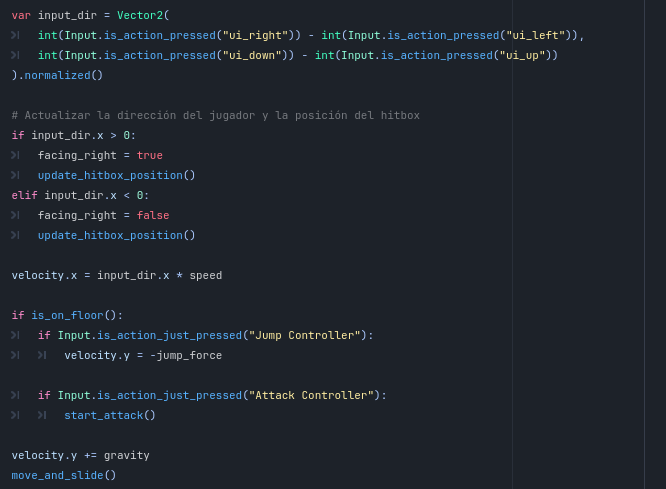 var input_dir = Vector2(
int(Input.is_action_pressed("ui_right")) - int(Input.is_action_pressed("ui_left")),
int(Input.is_action_pressed("ui_down")) - int(Input.is_action_pressed("ui_up"))
).normalized()
# Actualizar la dirección del jugador y la posición del hitbox
if input_dir.x > 0:
facing_right = true
update_hitbox_position()
elif input_dir.x < 0:
facing_right = false
update_hitbox_position()
velocity.x = input_dir.x * speed
if is_on_floor():
if Input.is_action_just_pressed("Jump Controller"):
velocity.y = -jump_force
if Input.is_action_just_pressed("Attack Controller"):
start_attack()
velocity.y += gravity
move_and_slide()